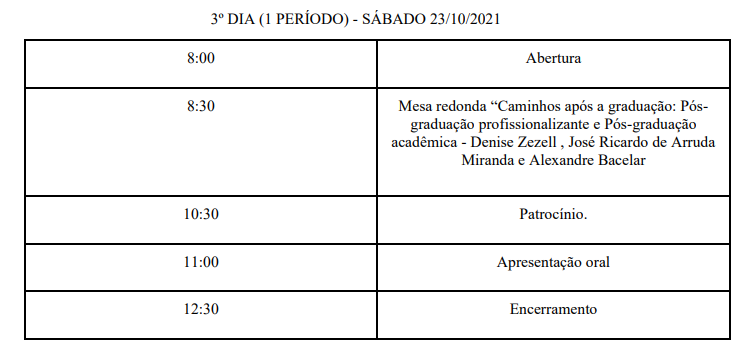 3º DIA (1 PERÍODO) - SÁBADO 23/10/2021
8:00
Abertura
8:30
Mesa redonda “Caminhos após a graduação: Pós-
graduação profissionalizante e Pós-graduação
acadêmica - Denise Zezell , José Ricardo de Arruda
Miranda e Alexandre Bacelar
10:30
Patrocínio.
11:00
Apresentação oral
12:30
Encerramento